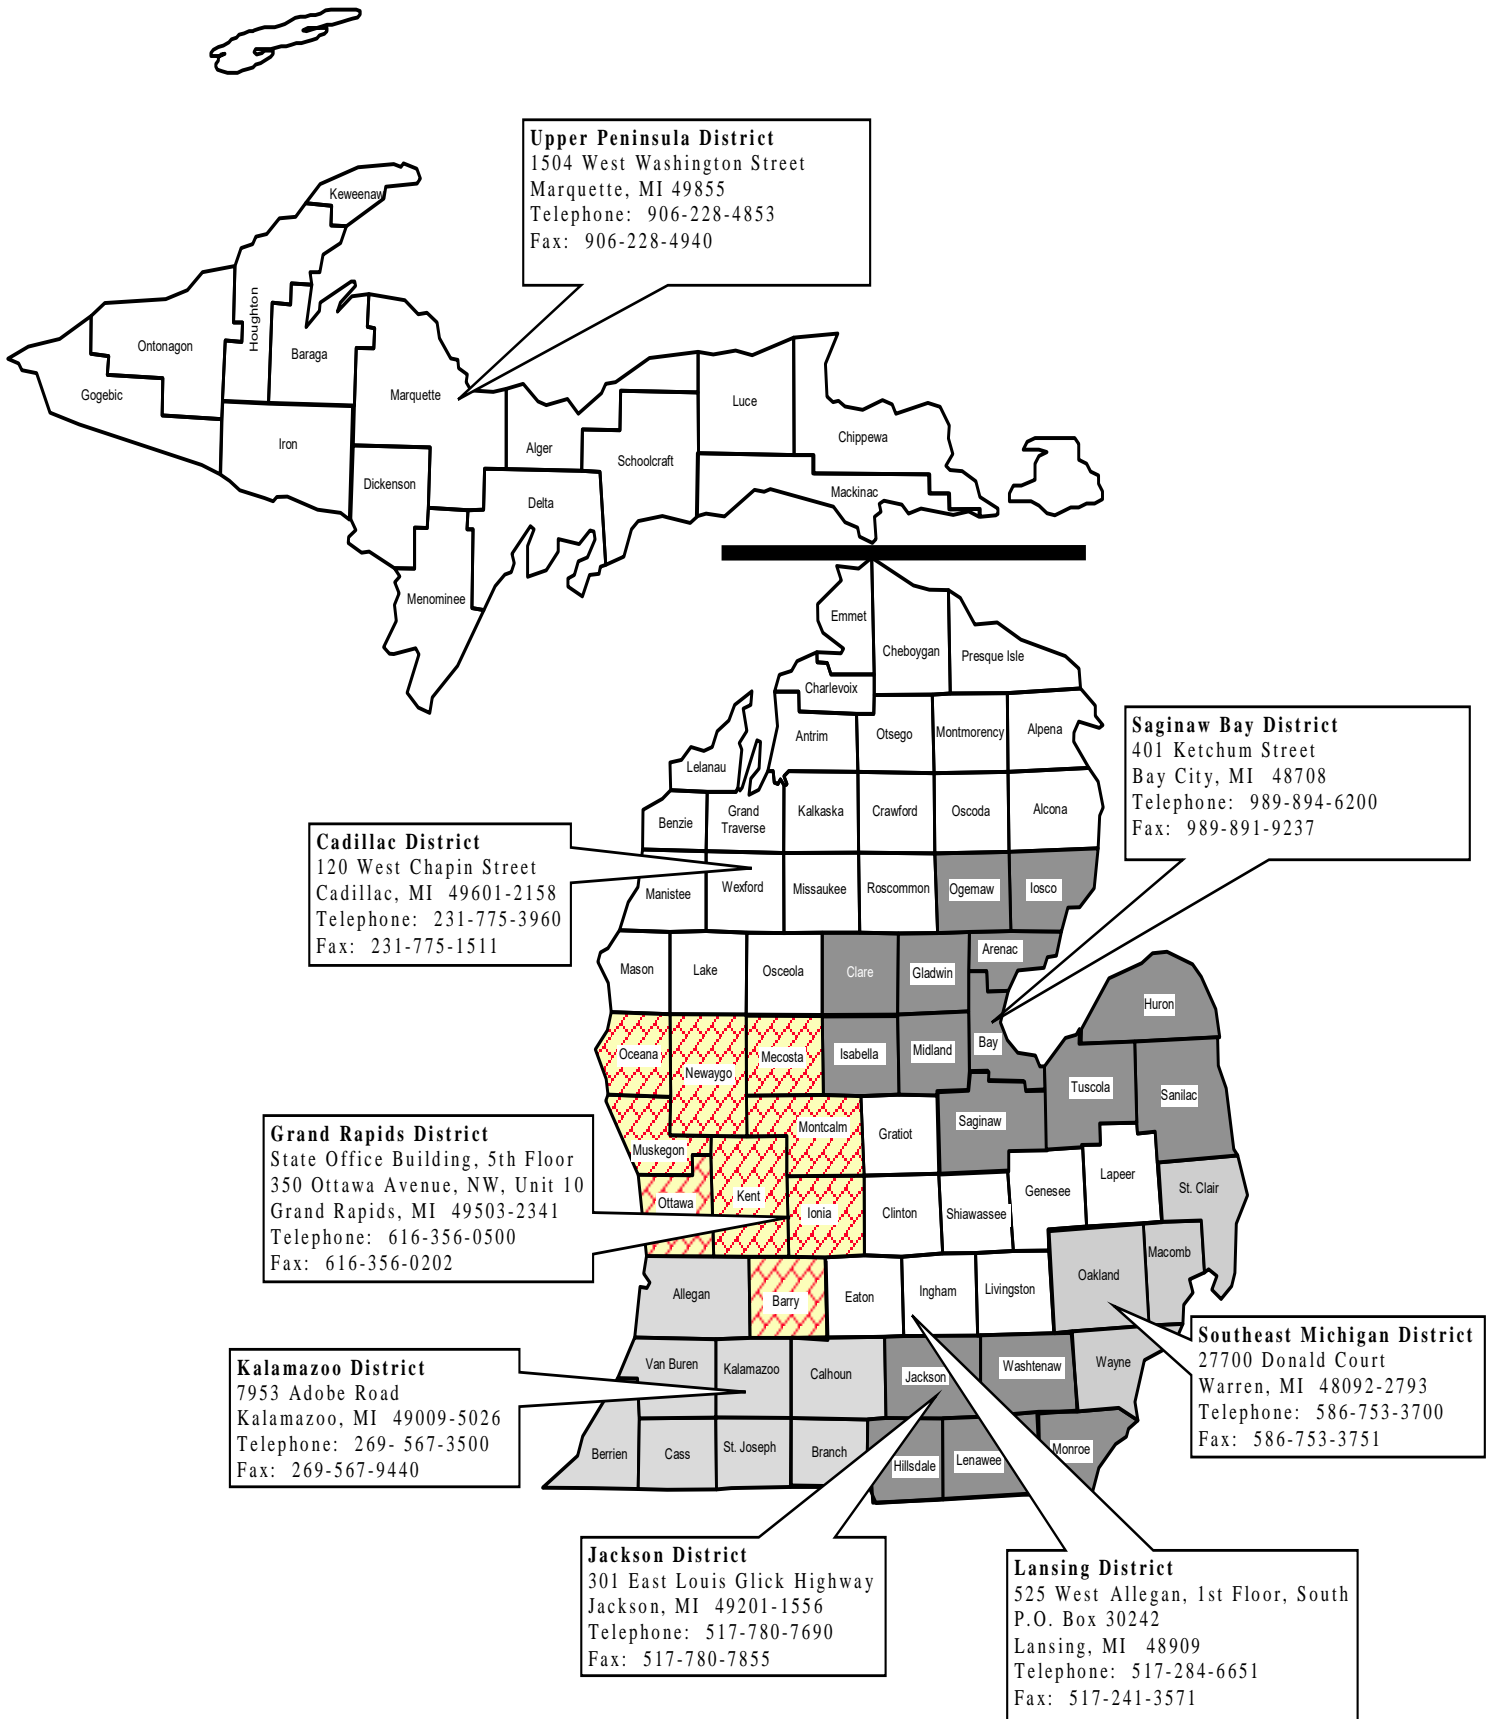 Upper Peninsula District
1504 West Washington Street
Marquette, MI 49855
Telephone: 906-228-4853
Fax: 906-228-4940
Keweenaw
Houghton
Ontonagon
Baraga
Gogebic
Marquette
Iron
Alger
Luce
Chippewa
Schoolcraft
Dickenson
Delta
Mackinac
Menominee
Emmet
Cheboygan
Presque Isle
Charlevoix
Antrim
Otsego
Montmorency
Alpena
Lelanau
Benzie
Grand
Traverse
Kalkaska
Crawford
Oscoda
Alcona
Saginaw Bay District
401 Ketchum Street
Bay City, MI 48708
Telephone: 989-894-6200
Fax: 989-891-9237
Cadillac District
120 West Chapin Street
Cadillac, MI 49601-2158
Telephone: 231-775-3960
Fax: 231-775-1511
Manistee
Wexford
Missaukee
Roscommon
Ogemaw
Iosco
Mason
Lake
Osceola
Clare
Gladwin
Arenac
Huron
Oceana
Newaygo
Mecosta
Isabella
Midland
Bay
Tuscola
Sanilac
Grand Rapids District
State Office Building, 5th Floor
350 Ottawa Avenue, NW, Unit 10
Grand Rapids, MI 49503-2341
Telephone: 616-356-0500
Fax: 616-356-0202
Muskegon
Montcalm
Gratiot
Saginaw
Ottawa
Kent
Ionia
Clinton
Shiawassee
Genesee
Lapeer
St. Clair
Allegan
Barry
Eaton
Ingham
Livingston
Oakland
Macomb
Southeast Michigan District
27700 Donald Court
Warren, MI 48092-2793
Telephone: 586-753-3700
Fax: 586-753-3751
Kalamazoo District
7953 Adobe Road
Kalamazoo, MI 49009-5026
Telephone: 269- 567-3500
Fax: 269-567-9440
Van Buren
Kalamazoo
Calhoun
Jackson
Washtenaw
Wayne
Berrien
Cass
St. Joseph
Branch
Hillsdale
Lenawee
Monroe
Jackson District
301 East Louis Glick Highway
Jackson, MI 49201-1556
Telephone: 517-780-7690
Fax: 517-780-7855
Lansing District
525 West Allegan, 1st Floor, South
P.O. Box 30242
Lansing, MI 48909
Telephone: 517-284-6651
Fax: 517-241-3571